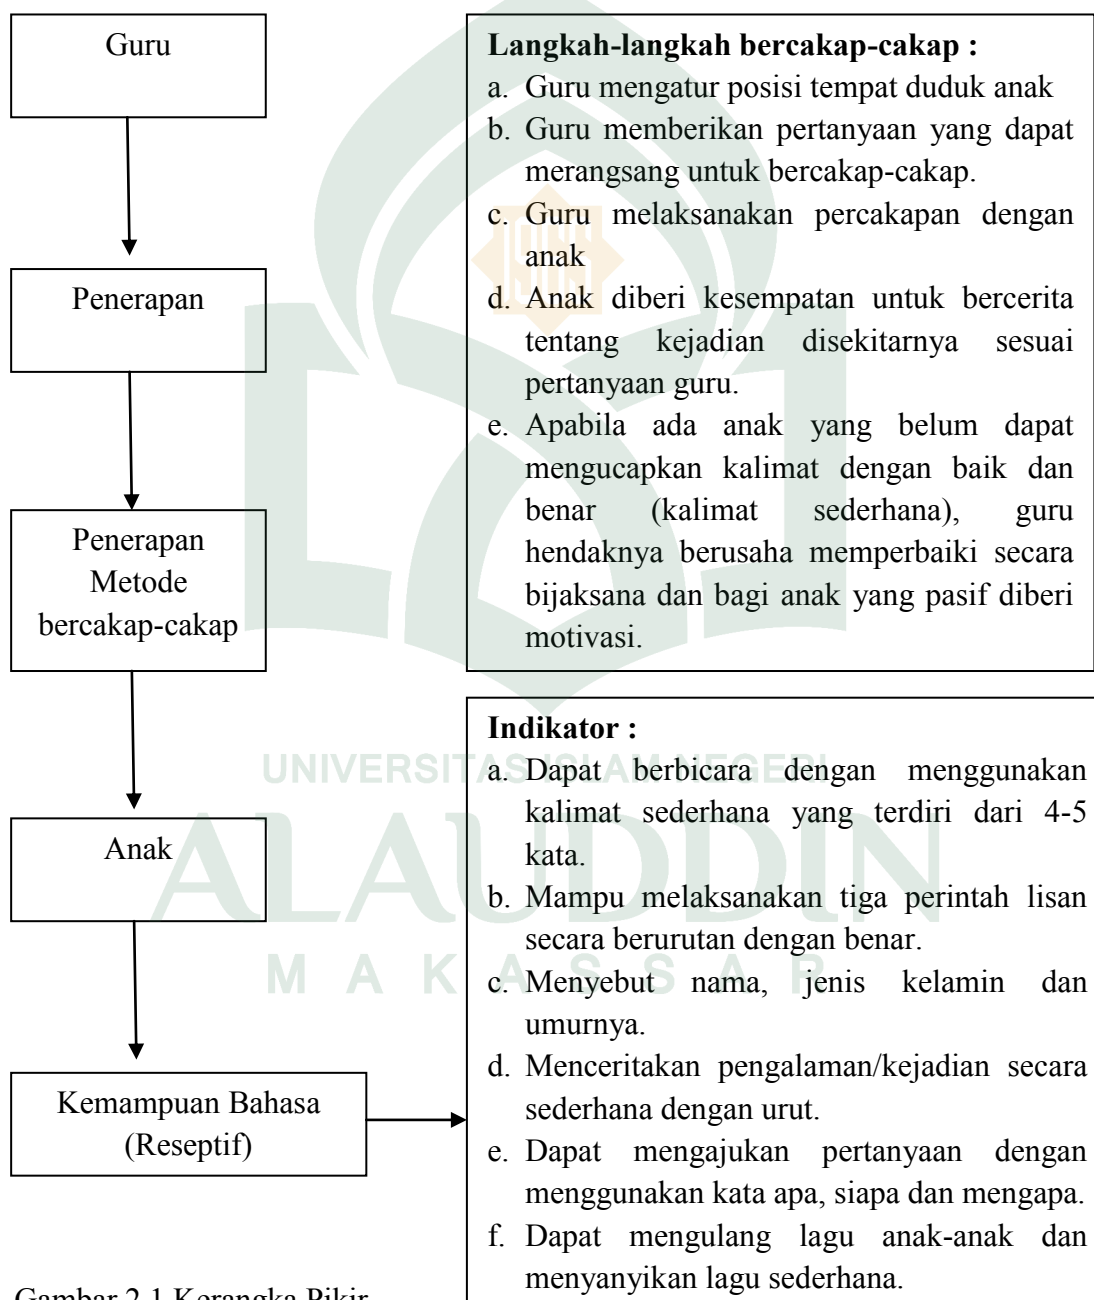 Guru
Penerapan
Penerapan
Metode
bercakap-cakap
Anak
Kemampuan Bahasa
(Reseptif)
Langkah-langkah bercakap-cakap :
a. Guru mengatur posisi tempat duduk anak
b. Guru memberikan pertanyaan yang dapat
merangsang untuk bercakap-cakap.
c. Guru melaksanakan percakapan dengan
anak
d. Anak diberi kesempatan untuk bercerita
tentang kejadian disekitarnya sesuai
pertanyaan guru.
e. Apabila ada anak yang belum dapat
mengucapkan kalimat dengan baik dan
benar (kalimat sederhana), guru
hendaknya berusaha memperbaiki secara
bijaksana dan bagi anak yang pasif diberi
motivasi.
Indikator :
a. Dapat berbicara dengan menggunakan
kalimat sederhana yang terdiri dari 4-5
kata.
b. Mampu melaksanakan tiga perintah lisan
secara berurutan dengan benar.
c. Menyebut nama, jenis kelamin dan
umurnya.
d. Menceritakan pengalaman/kejadian secara
sederhana dengan urut.
e. Dapat mengajukan pertanyaan dengan
menggunakan kata apa, siapa dan mengapa.
f. Dapat mengulang lagu anak-anak dan
menyanyikan lagu sederhana.
Gambar 2.1 Kerangka Pikir
UNIVERSITAS ISLAM NEGERI
ALAUDDIN
MAKASSAR